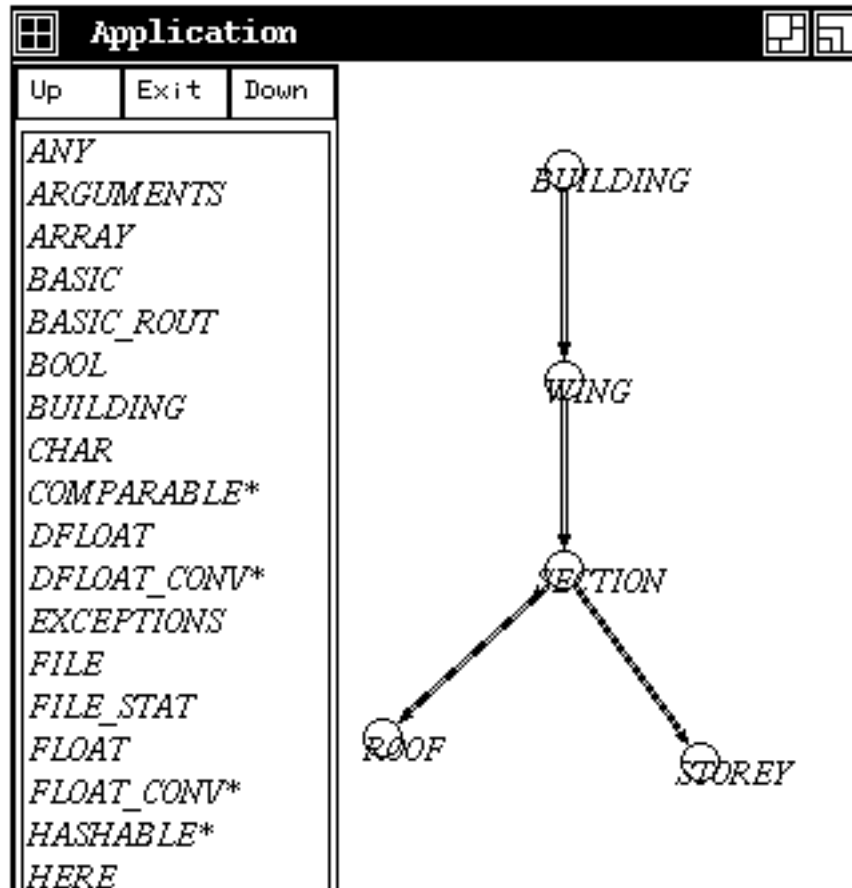 Application
Up Exit Down
ANY
ARGUMENTS
ARRAY
BASIC
BASIC_ROUT
BOOL
BUILDING
CHAR
COMPARABLE*
DFLOAT
DFLOAT_CONV*
EXCEPTIONS
FILE
FILE_STAT
FLOAT
FLOAT_CONV*
HASHABLE*
HERE
BUILDING
WING
SECTION
ROOF
STOREY